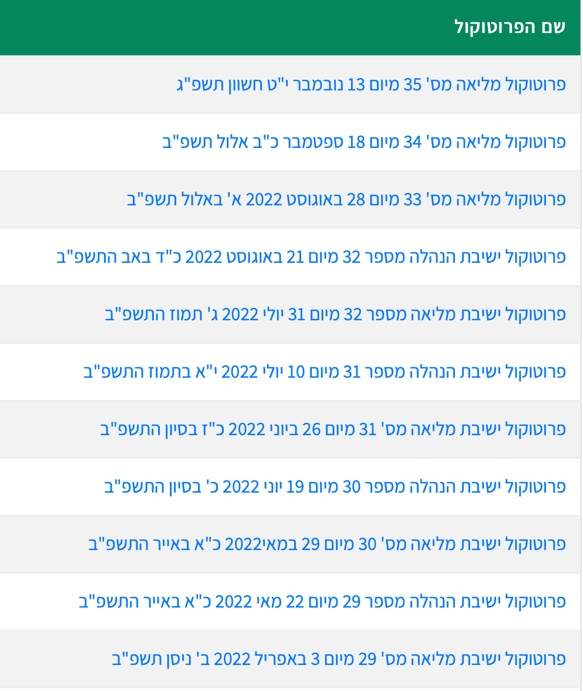 שם הפרוטוקול
פרוטוקול מליאה מס' 35 מיום 13 נובמבר י"ט חשוון תשפ"ג
פרוטוקול מליאה מס' 34 מיום 18 ספטמבר כ"ב אלול תשפ"ב
פרוטוקול מליאה מס' 33 מיום 28 באוגוסט 2022 א' באלול תשפ"ב
פרוטוקול ישיבת הנהלה מספר 32 מיום 21 באוגוסט 2022 כ"ד באב התשפ"ב
פרוטוקול ישיבת מליאה מספר 32 מיום 31 יולי 2022 ג' תמוז התשפ"ב
פרוטוקול ישיבת הנהלה מספר 31 מיום 10 יולי 2022 י"א בתמוז התשפ"ב
פרוטוקול ישיבת מליאה מס' 31 מיום 26 ביוני 2022 כ"ז בסיון התשפ"ב
פרוטוקול ישיבת הנהלה מספר 30 מיום 19 יוני 2022 כ' בסיון התשפ"ב
פרוטוקול ישיבת מליאה מס' 30 מיום 29 במאי2022 כ"א באייר התשפ"ב
פרוטוקול ישיבת הנהלה מספר 29 מיום 22 מאי 2022 כ"א באייר התשפ"ב
פרוטוקול ישיבת מליאה מס' 29 מיום 3 באפריל 2022 ב' ניסן תשפ"ב